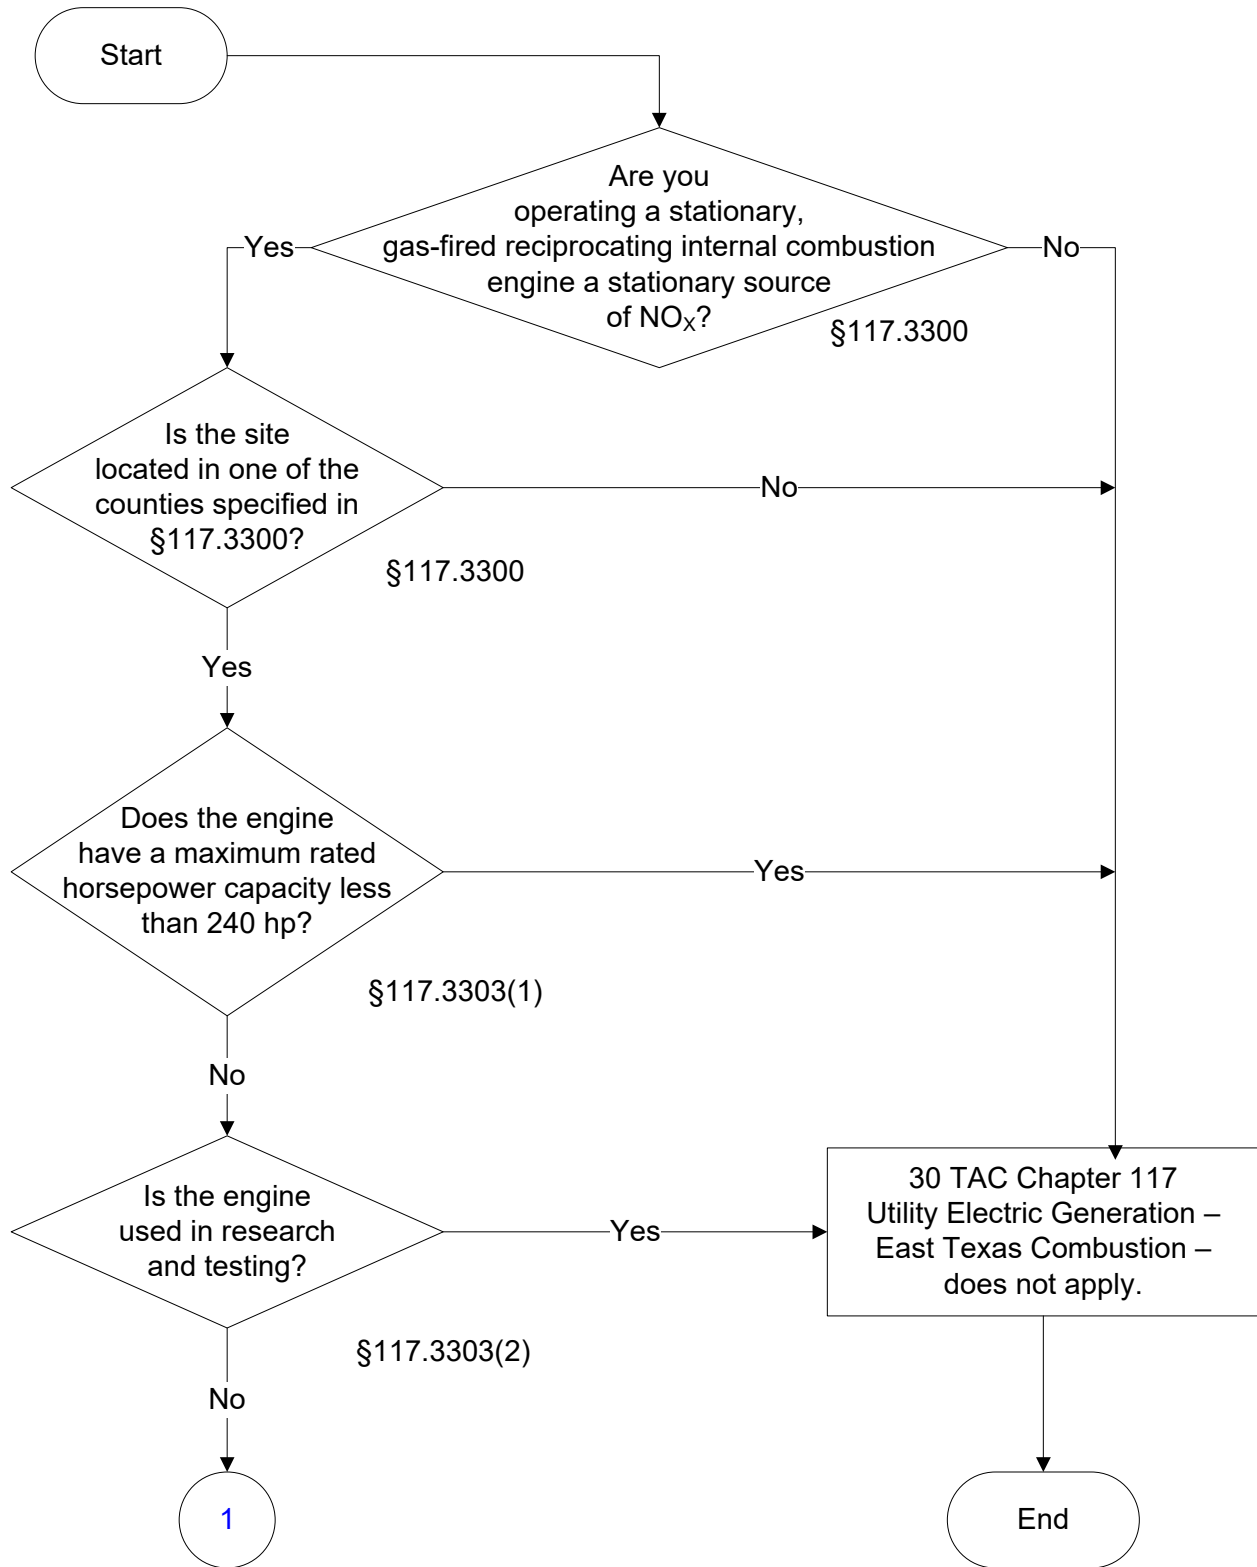 Start
Are you
operating a stationary,
gas-fired reciprocating internal combustion
engine a stationary source
of NOX?
§117.3300
Yes
No
Is the site
located in one of the
counties specified in
§117.3300?
No
§117.3300
Yes
Does the engine
have a maximum rated
horsepower capacity less
than 240 hp?
Yes
§117.3303(1)
No
Is the engine
used in research
and testing?
Yes
30 TAC Chapter 117
Utility Electric Generation –
East Texas Combustion –
does not apply.
§117.3303(2)
No
1
End